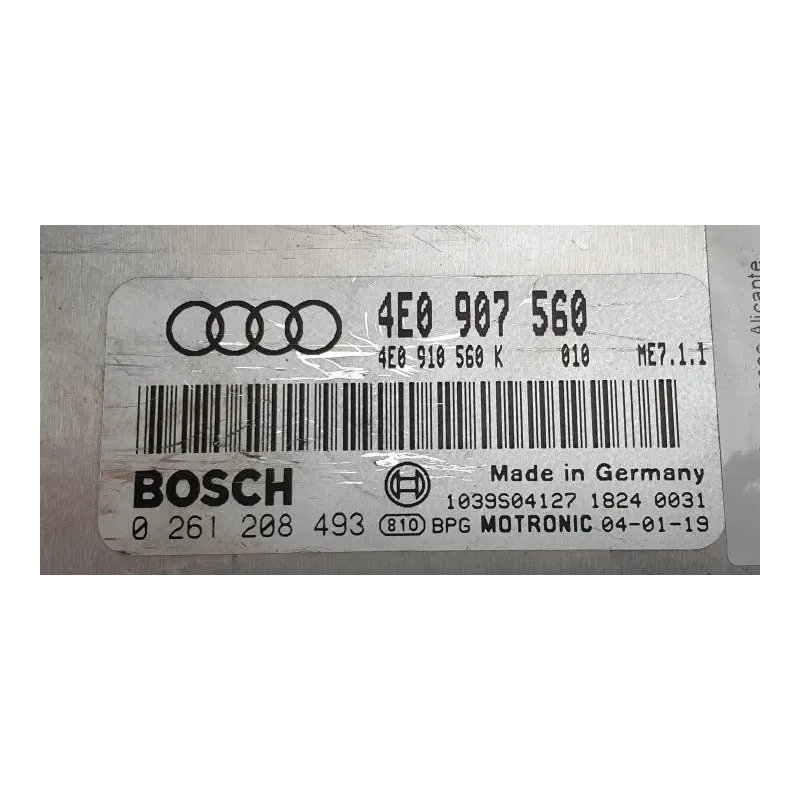 4E0 907 560
4E0 910 560 K 010 ME7.1.1
BOSCH
Made in Germany
1039S04127 1824 0031
0 261 208 493 810 BPG MOTRONIC 04-01-19
Alicante